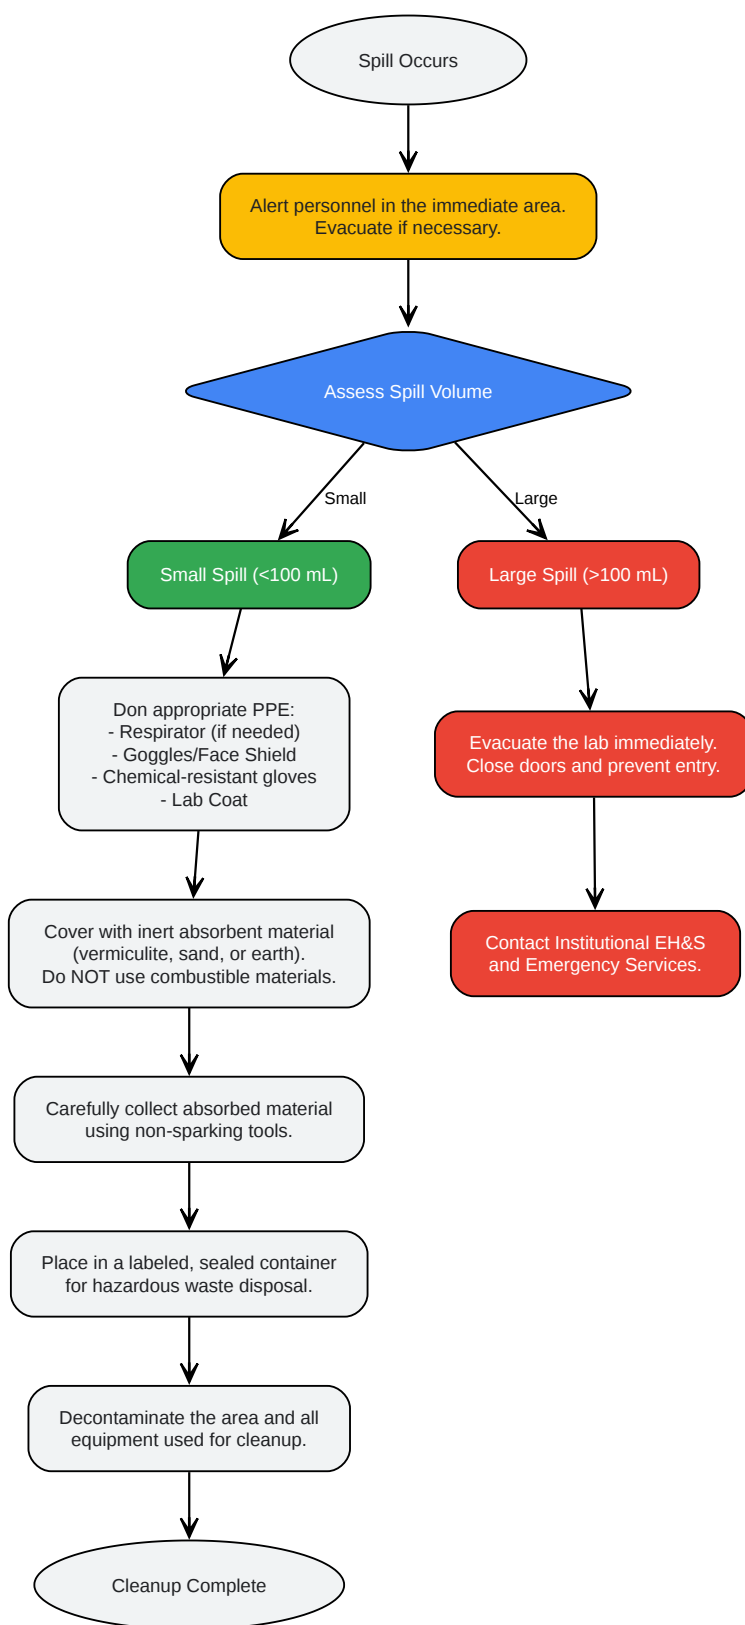 Spill Occurs
Alert personnel in the immediate area.
Evacuate if necessary.
Assess Spill Volume
Small
Large
Small Spill (<100 mL)
Large Spill (>100 mL)
Don appropriate PPE:
- Respirator (if needed)
- Goggles/Face Shield
- Chemical-resistant gloves
- Lab Coat
Evacuate the lab immediately.
Close doors and prevent entry.
Cover with inert absorbent material
(vermiculite, sand, or earth).
Do NOT use combustible materials.
Contact Institutional EH&S
and Emergency Services.
Carefully collect absorbed material
using non-sparking tools.
Place in a labeled, sealed container
for hazardous waste disposal.
Decontaminate the area and all
equipment used for cleanup.
Cleanup Complete